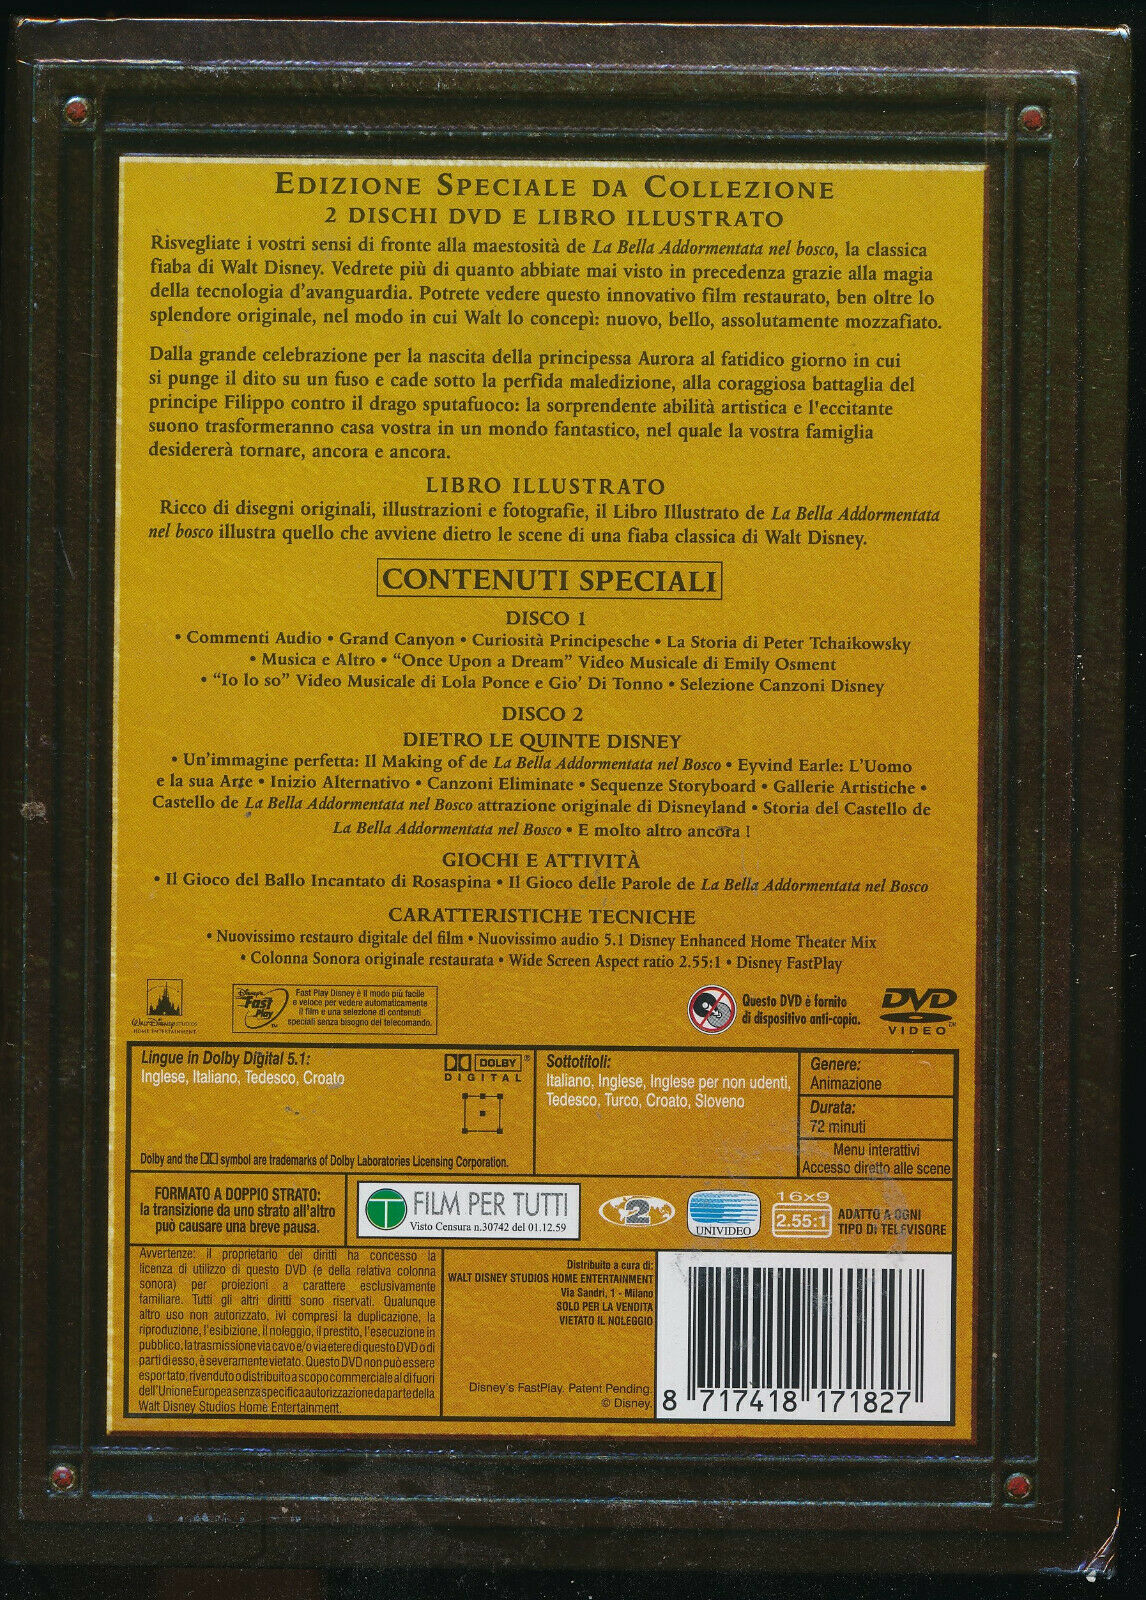 EDIZIONE SPECIALE DA COLLEZIONE
2 DISCHI DVD E LIBRO ILLUSTRATO
Risvegliate i vostri sensi di fronte alla maestosità de La Bella Addormentata nel bosco, la classica
fiaba di Walt Disney. Vedrete più di quanto abbiate mai visto in precedenza grazie alla magia
della tecnologia d'avanguardia. Potrete vedere questo innovativo film restaurato, ben oltre lo
splendore originale, nel modo in cui Walt lo concepì: nuovo, bello, assolutamente mozzafiato.
Dalla grande celebrazione per la nascita della principessa Aurora al fatidico giorno in cui
si punge il dito su un fuso e cade sotto la perfida maledizione, alla coraggiosa battaglia del
principe Filippo contro il drago sputafuoco: la sorprendente abilità artistica e l'eccitante
suono trasformeranno casa vostra in un mondo fantastico, nel quale la vostra famiglia
desidererà tornare, ancora e ancora.
LIBRO ILLUSTRATO
Ricco di disegni originali, illustrazioni e fotografie, il Libro Illustrato de La Bella Addormentata
nel bosco illustra quello che avviene dietro le scene di una fiaba classica di Walt Disney.
CONTENUTI SPECIALI
DISCO 1
• Commenti Audio • Grand Canyon • Curiosità Principesche • La Storia di Peter Tchaikowsky
• Musica e Altro • “Once Upon a Dream” Video Musicale di Emily Osment
• “Io lo so” Video Musicale di Lola Ponce e Gio' Di Tonno • Selezione Canzoni Disney
DISCO 2
DIETRO LE QUINTE DISNEY
• Un'immagine perfetta: Il Making of de La Bella Addormentata nel Bosco • Eyvind Earle: L'Uomo
e la sua Arte • Inizio Alternativo • Canzoni Eliminate • Sequenze Storyboard • Gallerie Artistiche •
Castello de La Bella Addormentata nel Bosco attrazione originale di Disneyland • Storia del Castello de
La Bella Addormentata nel Bosco • E molto altro ancora !
GIOCHI E ATTIVITÀ
• Il Gioco del Ballo Incantato di Rosaspina • Il Gioco delle Parole de La Bella Addormentata nel Bosco
CARATTERISTICHE TECNICHE
• Nuovissimo restauro digitale del film • Nuovissimo audio 5.1 Disney Enhanced Home Theater Mix
• Colonna Sonora originale restaurata • Wide Screen Aspect ratio 2.55:1 • Disney FastPlay
WALT DISNEY STUDIOS
HOME ENTERTAINMENT
Disney's
Fast
Play
TM
Fast Play Disney è il modo più facile
e veloce per vedere automaticamente
il film e una selezione di contenuti
speciali senza bisogno del telecomando.
Questo DVD è fornito
di dispositivo anti-copia.
DVD
VIDEO™
Lingue in Dolby Digital 5.1:
Inglese, Italiano, Tedesco, Croato
DOLBY®
DIGITAL
Dolby and the symbol are trademarks of Dolby Laboratories Licensing Corporation.
Sottotitoli:
Italiano, Inglese, Inglese per non udenti,
Tedesco, Turco, Croato, Sloveno
Genere:
Animazione
Durata:
72 minuti
Menu interattivi
Accesso diretto alle scene
FORMATO A DOPPIO STRATO:
la transizione da uno strato all'altro
può causare una breve pausa.
T
FILM PER TUTTI
Visto Censura n.30742 del 01.12.59
2
UNIVIDEO
16x9
2.55:1
ADATTO A OGNI
TIPO DI TELEVISORE
Avvertenze: il proprietario dei diritti ha concesso la
licenza di utilizzo di questo DVD (e della relativa colonna
sonora) per proiezioni a carattere esclusivamente
familiare. Tutti gli altri diritti sono riservati. Qualunque
altro uso non autorizzato, ivi compresi la duplicazione, la
riproduzione, l'esibizione, il noleggio, il prestito, l'esecuzione in
pubblico, la trasmissione via cavo e/o via etere di questo DVD o di
parti di esso, è severamente vietato. Questo DVD non può essere
esportato, rivenduto o distribuito a scopo commerciale al di fuori
dell'Unione Europea senza specifica autorizzazione da parte della
Walt Disney Studios Home Entertainment.
Distribuito a cura di:
WALT DISNEY STUDIOS HOME ENTERTAINMENT
Via Sandri, 1 - Milano
SOLO PER LA VENDITA
VIETATO IL NOLEGGIO
Disney's FastPlay. Patent Pending.
© Disney.
8 717418 171827